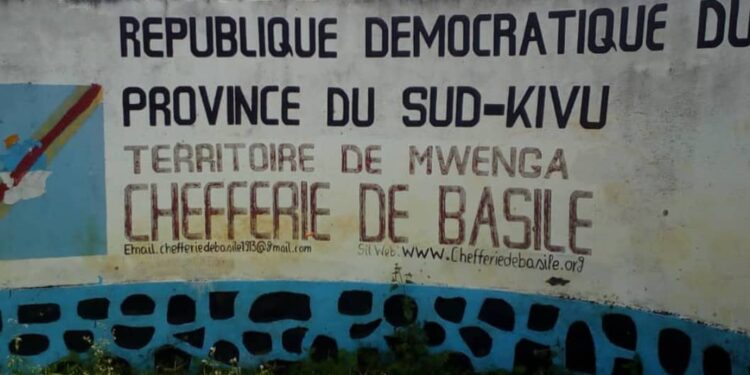 REPUBLIQUE DEMOCRATIQUE DU
PROVINCE DU SUD-KIVU
TERRITOIRE DE MWENGA
CHEFFERIE DE BASILE
Email. chefferiedebasile1913@gmail.com Sit Web: www.Chefferiedebasile.org